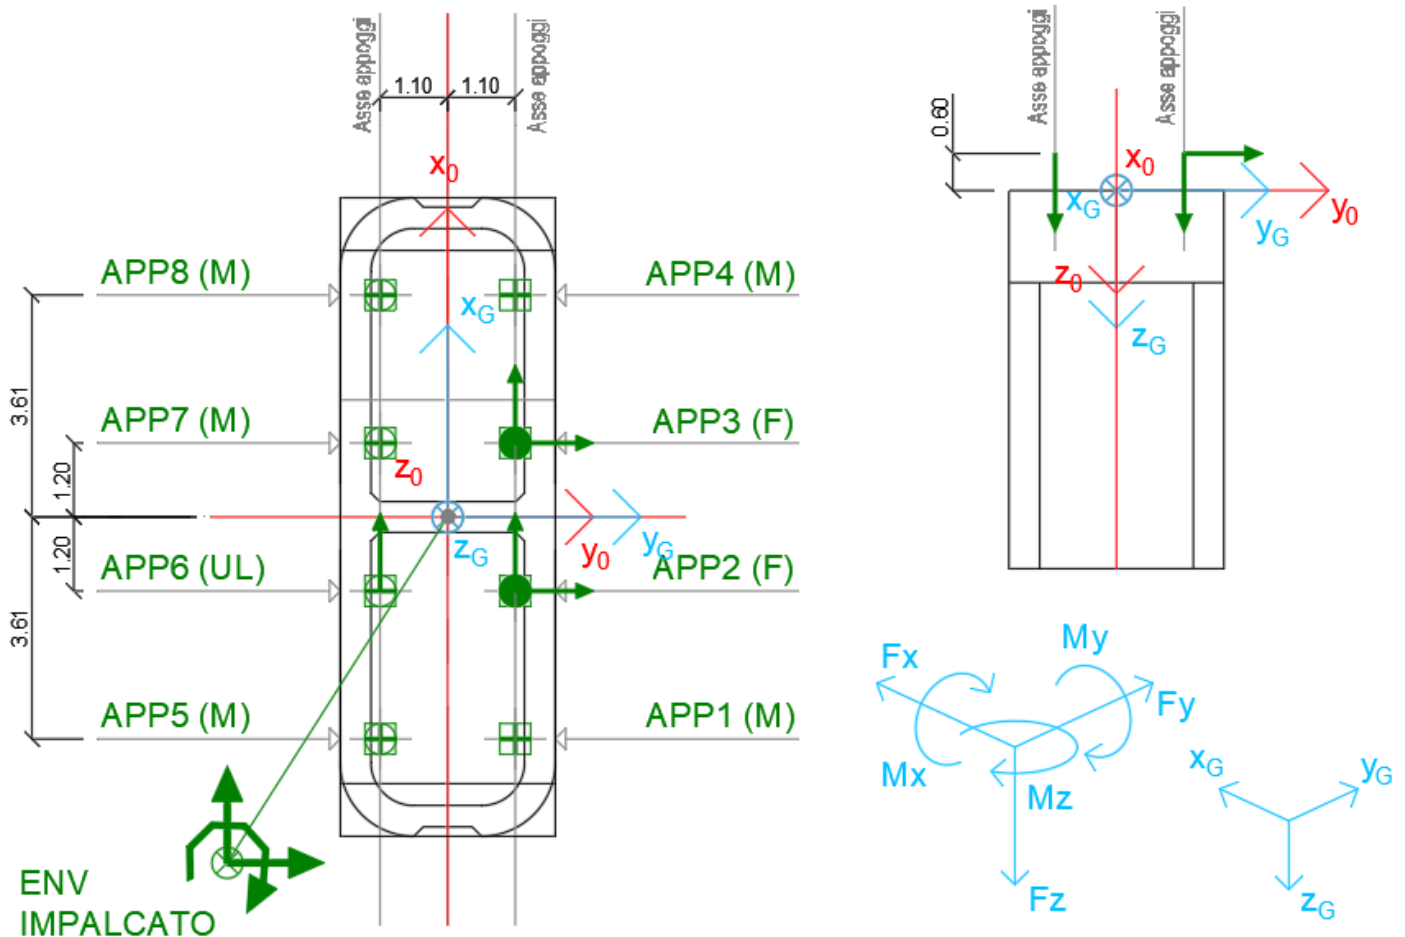 Asse appoggi
Asse appoggi
1.10
1.10
x0
APP8 (M)
APP4 (M)
xG
3.61
APP7 (M)
APP3 (F)
1.20
z0
zG
y0
yG
1.20
APP6 (UL)
APP2 (F)
3.61
APP5 (M)
APP1 (M)
ENV
IMPALCATO
Asse appoggi
Asse appoggi
0.60
x0
xG
yG
y0
z0
zG
My
Fx
Fy
Mx
Mz
Fz
xG
yG
zG